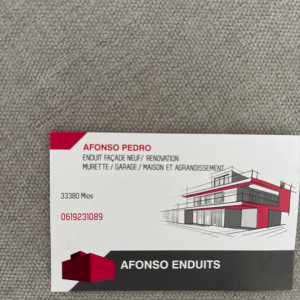 AFONSO PEDRO
ENDUIT FAÇADE NEUF/ RENOVATION
MURETTE / GARAGE / MAISON ET AGRANDISSEMENT
33380 Mios
0619231089
AFONSO ENDUITS